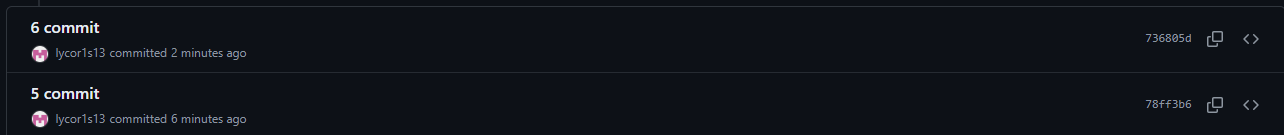 6 commit
lycor1s13 committed 2 minutes ago
736805d
5 commit
lycor1s13 committed 6 minutes ago
78ff3b6